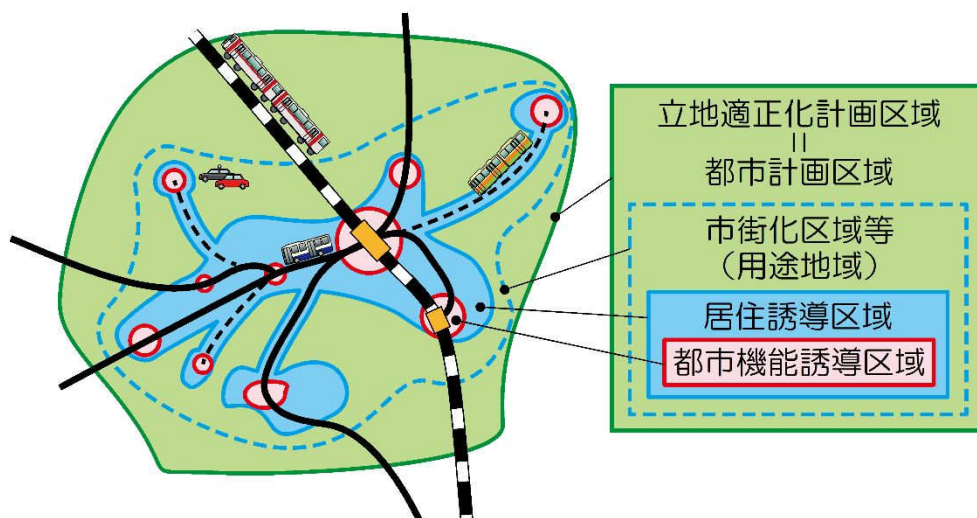 立地適正化計画区域
=
都市計画区域
市街化区域等
（用途地域）
居住誘導区域
都市機能誘導区域